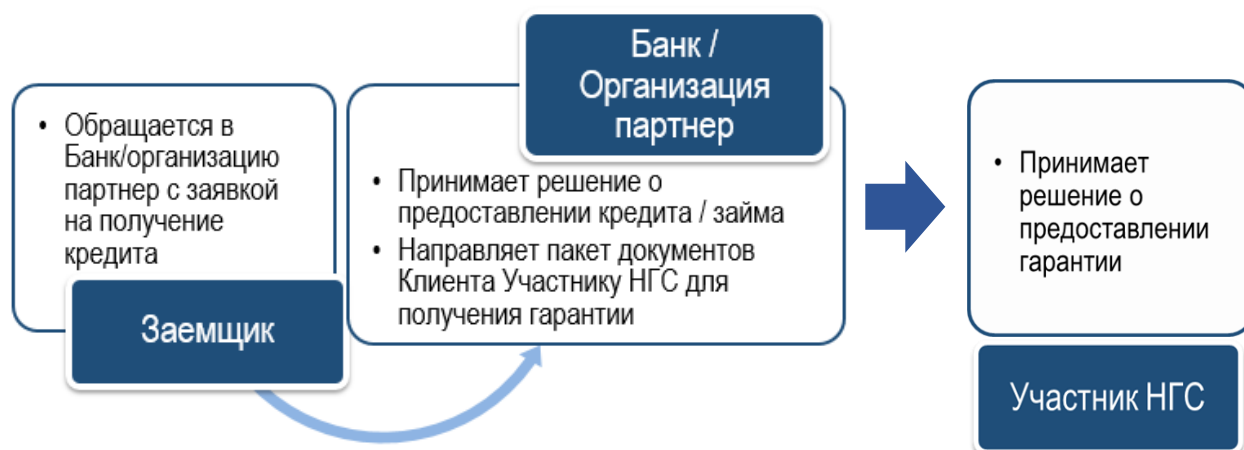 • Обращается в
Банк/организацию
партнер с заявкой
на получение
кредита
Заемщик
Банк /
Организация
партнер
• Принимает решение о
предоставлении кредита / займа
• Направляет пакет документов
Клиента Участнику НГС для
получения гарантии
• Принимает
решение о
предоставлении
гарантии
Участник НГС